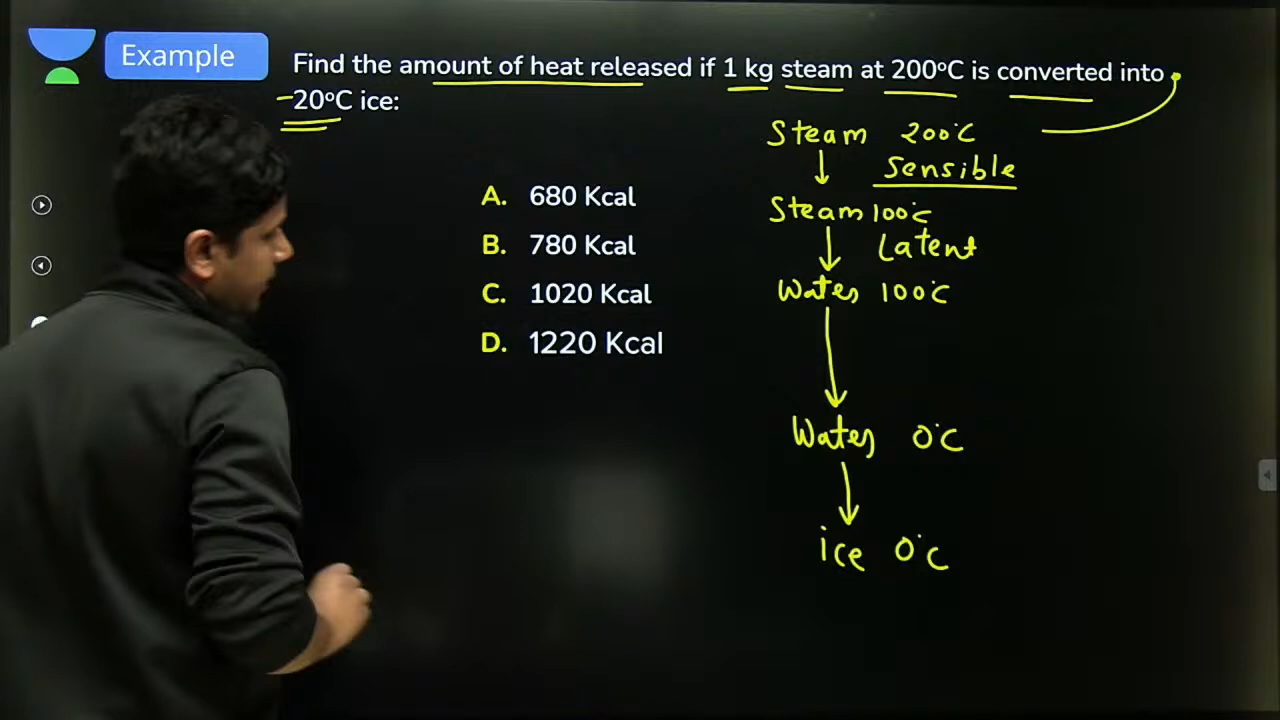 Example
Find the amount of heat released if 1 kg steam at 200°C is converted into
-20°C ice:
A. 680 Kcal
B. 780 Kcal
C. 1020 Kcal
D. 1220 Kcal
Steam 200°C
Sensible
Steam 100°C
Latent
Water 100°C
Water 0°C
ice 0°C